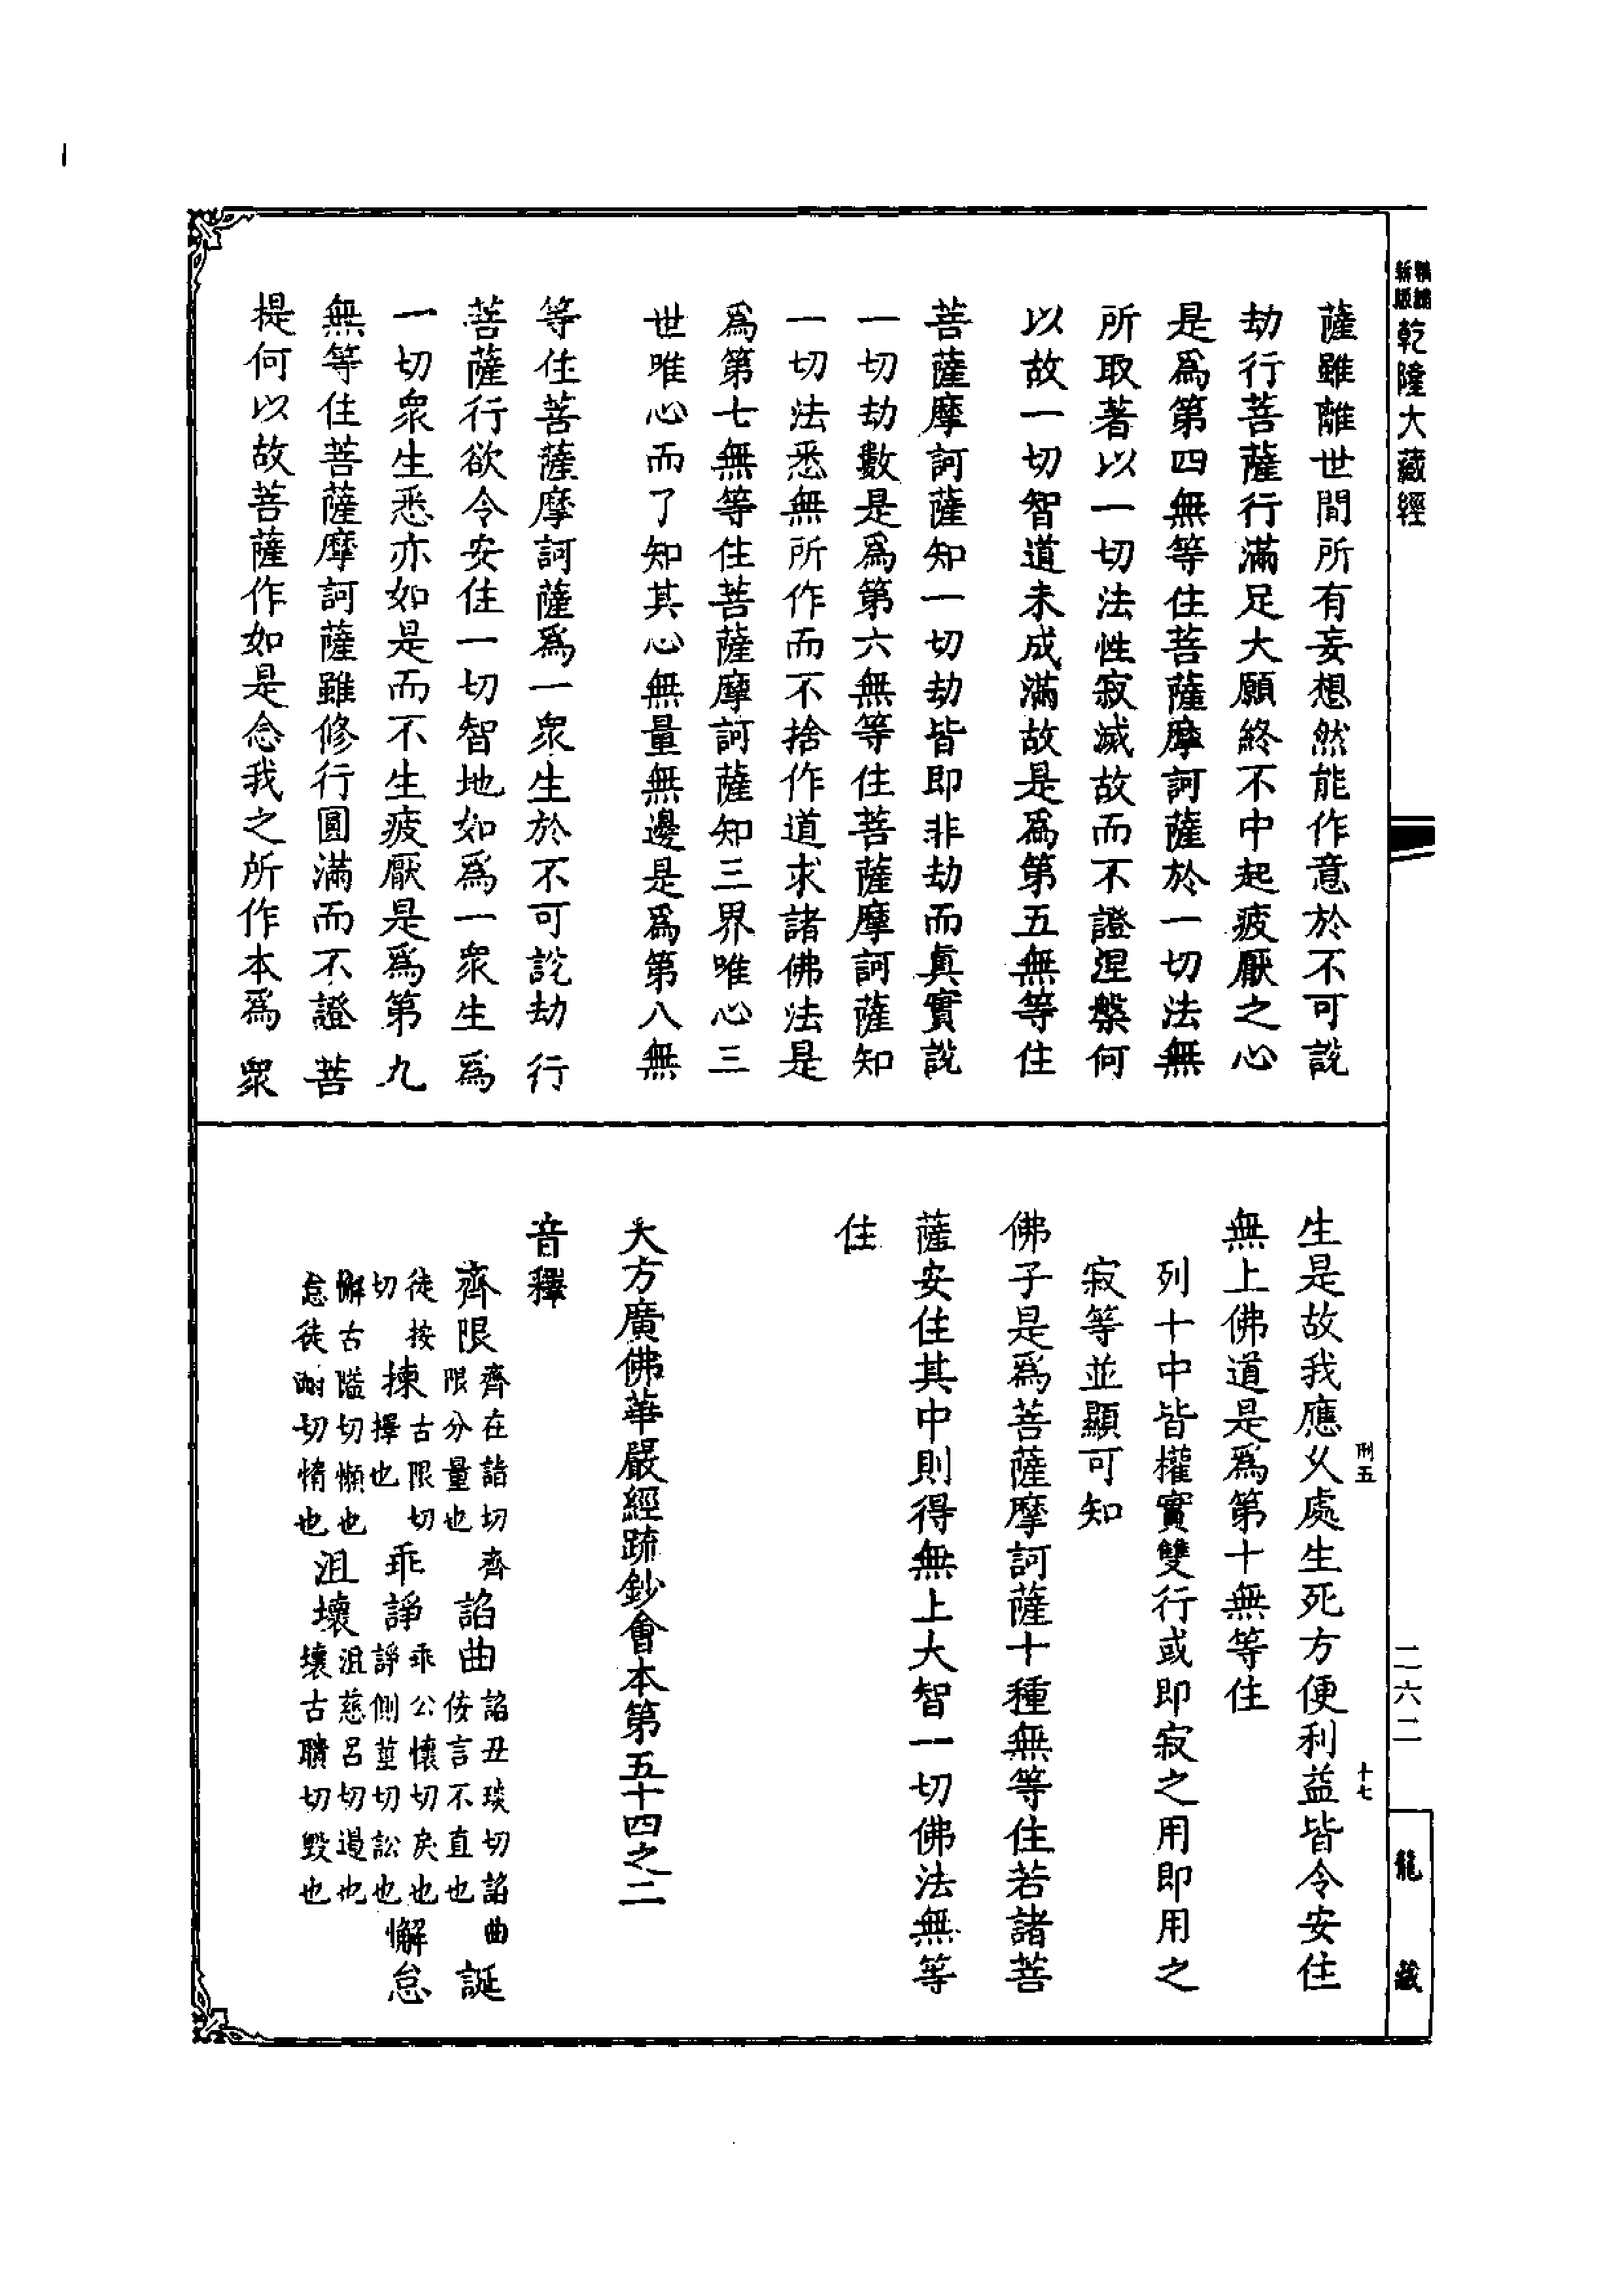 乾隆大藏經
薩雖離世間所有妄想然能作意於不可說
劫行菩薩行滿足大願終不中起疲厭之心
是爲第四無等住菩薩摩訶薩於一切法無
所取著以一切法性寂滅故而不證涅槃何
以故一切智道未成滿故是爲第五無等住
菩薩摩訶薩知一切劫皆即非劫而真實說
一切劫數是爲第六無等住菩薩摩訶薩知
一切法悉無所作而不捨作道求諸佛法是
爲第七無等住菩薩摩訶薩知三界唯心三
世唯心而了知其心無量無邊是爲第八無
等住菩薩摩訶薩爲一衆生於不可說劫行
菩薩行欲令安住一切智地如爲一衆生爲
一切衆生悉亦如是而不生疲厭是爲第九
無等住菩薩摩訶薩雖修行圓滿而不證菩
提何以故菩薩作如是念我之所作本爲衆
刑五
十七
二六二
龍藏
生是故我應乆處生死方便利益皆令安住
無上佛道是爲第十無等住
列十中皆權實雙行或即寂之用即用之
寂等並顯可知
佛子是爲菩薩摩訶薩十種無等住若諸菩
薩安住其中則得無上大智一切佛法無等
住
大方廣佛華嚴經疏鈔會本第五十四之二
音釋
齊限
齊在詣切齊
限分量也
諂曲
諂丑琰切諂曲
佞言不直也
誕
徒按
切
揀
古限切
擇也
乖諍
乖公懷切戾也
諍側莖切訟也
懈怠
懈古隘切懶也
怠徒耐切惰也
沮壞
沮慈呂切遏也
壞古聵切毀也